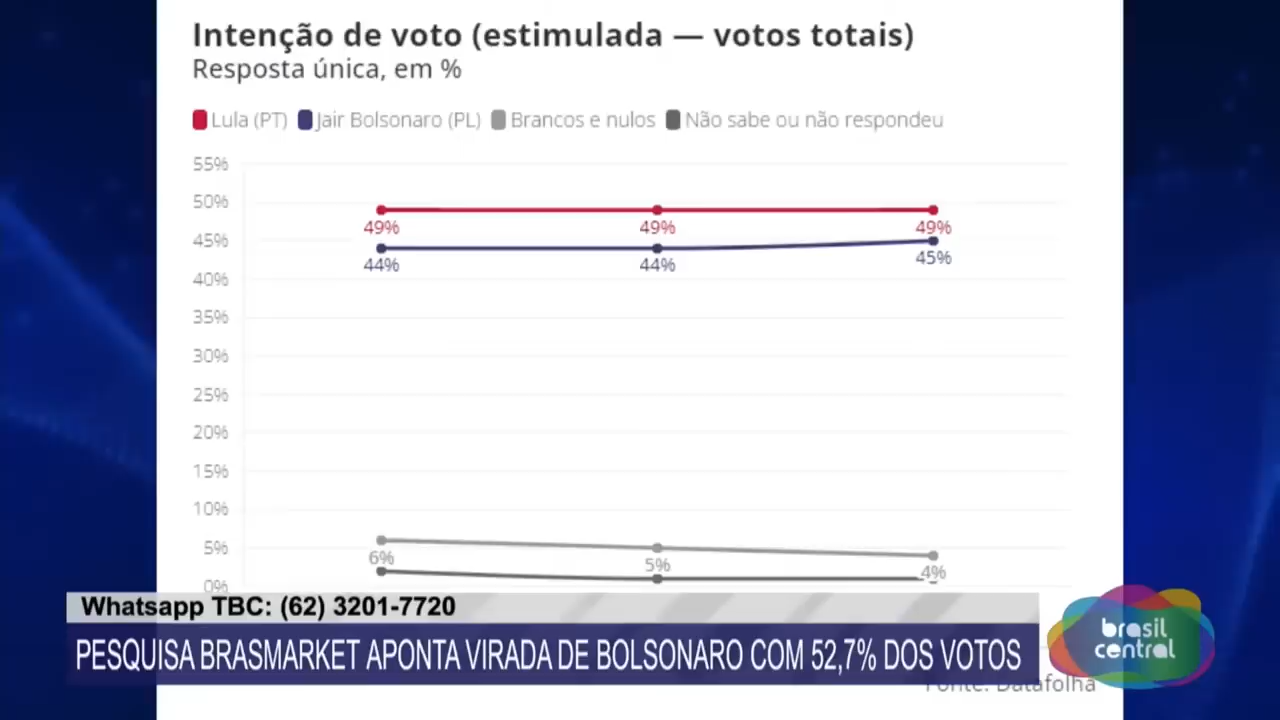 Intenção de voto (estimulada — votos totais)
Resposta única, em %
Lula (PT) Jair Bolsonaro (PL) Brancos e nulos Não sabe ou não respondeu
55%
50%
49% 49% 49%
45%
44% 44% 45%
40%
35%
30%
25%
20%
15%
10%
5%
6% 5% 4%
0%
Whatsapp TBC: (62) 3201-7720
PESQUISA BRASMARKET APONTA VIRADA DE BOLSONARO COM 52,7% DOS VOTOS
brasil
central
Fonte: Datafolha